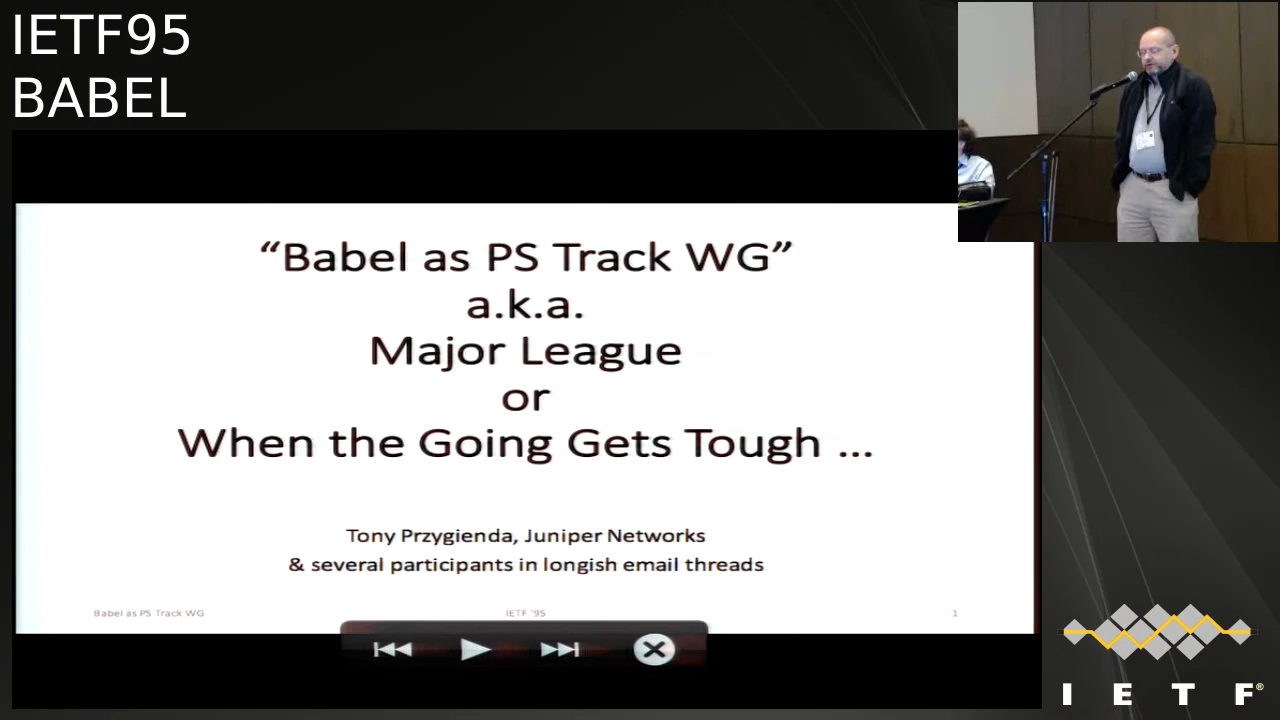 IETF95
BABEL
“Babel as PS Track WG”
a.k.a.
Major League
or
When the Going Gets Tough ...
Tony Przygienda, Juniper Networks
& several participants in longish email threads
Babel as PS Track WG
IETF '95
1
I E T F®